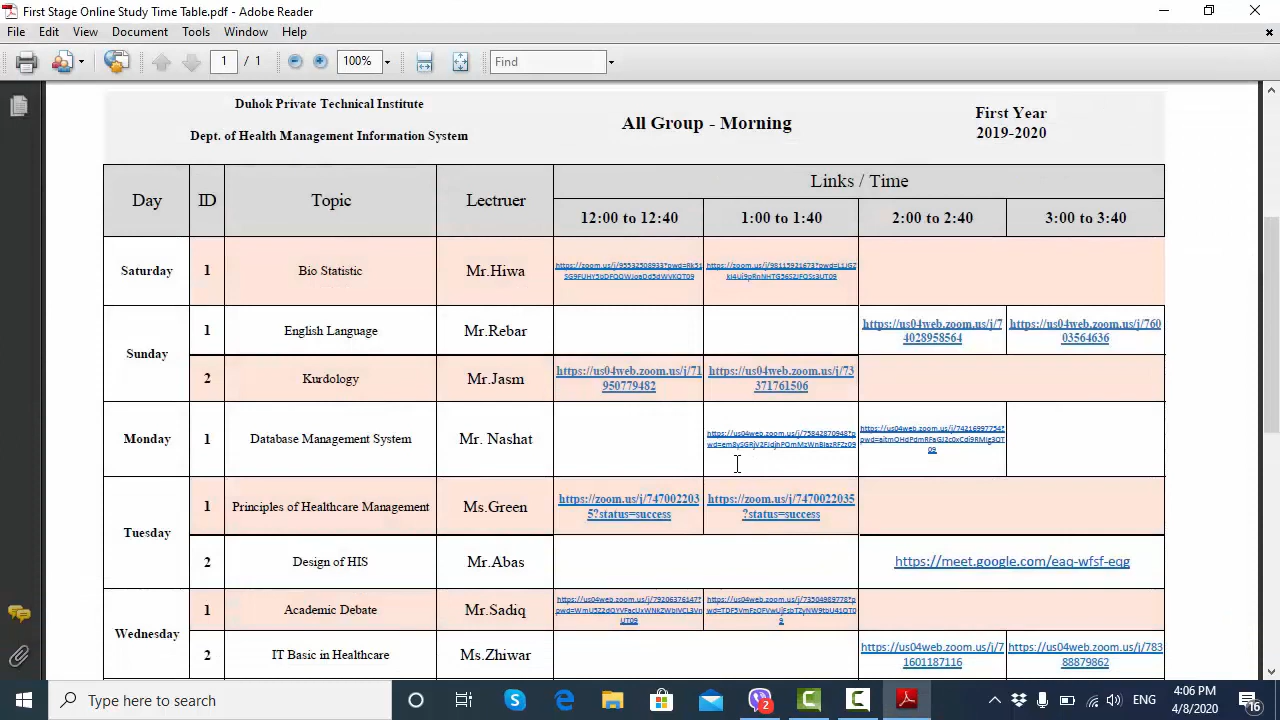 First Stage Online Study Time Table.pdf - Adobe Reader
File Edit View Document Tools Window Help
1 / 1 100% Find
Duhok Private Technical Institute
Dept. of Health Management Information System
All Group - Morning
First Year
2019-2020
Day ID Topic Lectruer Links / Time
12:00 to 12:40 1:00 to 1:40 2:00 to 2:40 3:00 to 3:40
Saturday 1 Bio Statistic Mr.Hiwa
Sunday
1 English Language Mr.Rebar
https://us04web.zoom.us/j/7
4028958564
https://us04web.zoom.us/j/760
03564636
2 Kurdology Mr.Jasm
https://us04web.zoom.us/j/71
950779482
https://us04web.zoom.us/j/73
371761506
Monday 1 Database Management System Mr. Nashat
Tuesday
1 Principles of Healthcare Management Ms.Green
https://zoom.us/j/747002203
5?status=success
https://zoom.us/j/7470022035
?status=success
2 Design of HIS Mr.Abas https://meet.google.com/eaq-wfsf-eqg
Wednesday
1 Academic Debate Mr.Sadiq
2 IT Basic in Healthcare Ms.Zhiwar
https://us04web.zoom.us/j/7
1601187116
https://us04web.zoom.us/j/783
88879862
Type here to search
2
ENG
4:06 PM
4/8/2020
16